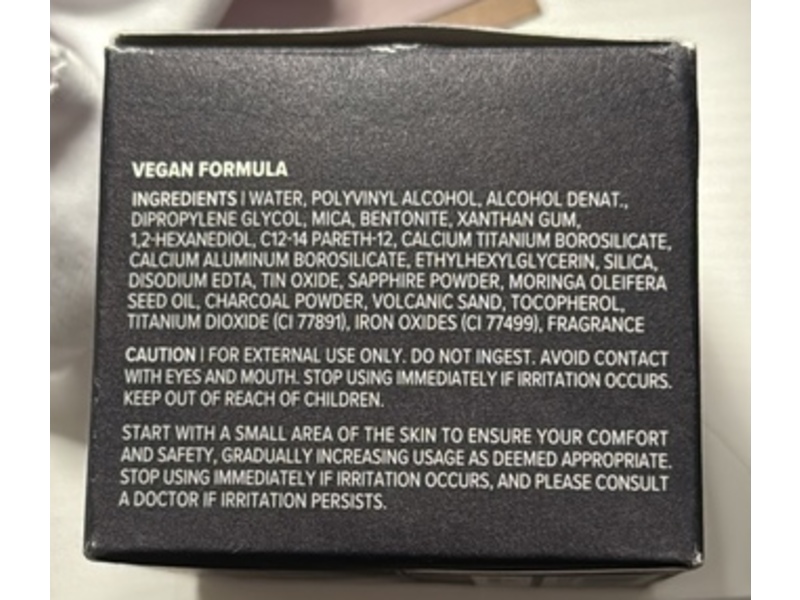 VEGAN FORMULA
INGREDIENTS | WATER, POLYVINYL ALCOHOL, ALCOHOL DENAT.,
DIPROPYLENE GLYCOL, MICA, BENTONITE, XANTHAN GUM,
1,2-HEXANEDIOL, C12-14 PARETH-12, CALCIUM TITANIUM BOROSILICATE,
CALCIUM ALUMINUM BOROSILICATE, ETHYLHEXYLGLYCERIN, SILICA,
DISODIUM EDTA, TIN OXIDE, SAPPHIRE POWDER, MORINGA OLEIFERA
SEED OIL, CHARCOAL POWDER, VOLCANIC SAND, TOCOPHEROL,
TITANIUM DIOXIDE (CI 77891), IRON OXIDES (CI 77499), FRAGRANCE
CAUTION | FOR EXTERNAL USE ONLY. DO NOT INGEST. AVOID CONTACT
WITH EYES AND MOUTH. STOP USING IMMEDIATELY IF IRRITATION OCCURS.
KEEP OUT OF REACH OF CHILDREN.
START WITH A SMALL AREA OF THE SKIN TO ENSURE YOUR COMFORT
AND SAFETY, GRADUALLY INCREASING USAGE AS DEEMED APPROPRIATE.
STOP USING IMMEDIATELY IF IRRITATION OCCURS, AND PLEASE CONSULT
A DOCTOR IF IRRITATION PERSISTS.